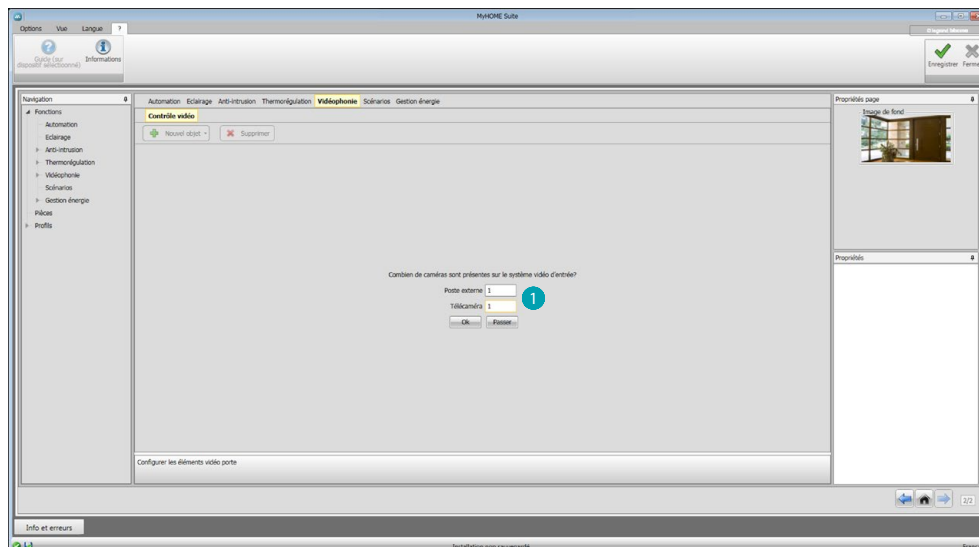 MyHOME Suite
Options Vue Langue ?
Guide (sur dispositif sélectionné)
Informations
Enregistrer Ferme
Navigation
Fonctions
Automation
Eclairage
Anti-intrusion
Thermorégulation
Vidéophonie
Scénarios
Gestion énergie
Pièces
Profils
Automation Eclairage Anti-intrusion Thermorégulation Vidéophonie Scénarios Gestion énergie
Contrôle vidéo
Nouvel objet Supprimer
Combien de caméras sont présentes sur le système vidéo d'entrée?
Poste externe 1
Télécaméra 1
1
Ok Passer
Configurer les éléments vidéo porte
Propriétés page
Image de fond
Propriétés
2/2
Info et erreurs
Installation non sauvegardé